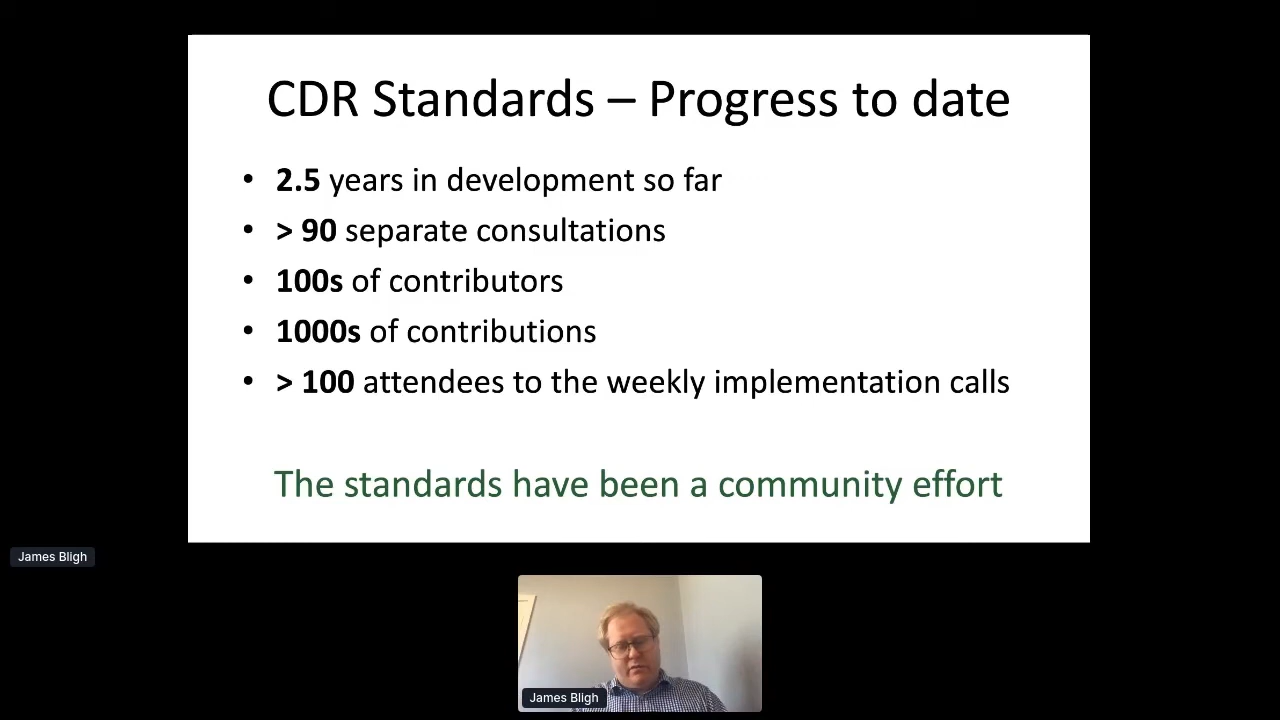 CDR Standards – Progress to date
• 2.5 years in development so far
• > 90 separate consultations
• 100s of contributors
• 1000s of contributions
• > 100 attendees to the weekly implementation calls
The standards have been a community effort
James Bligh
James Bligh